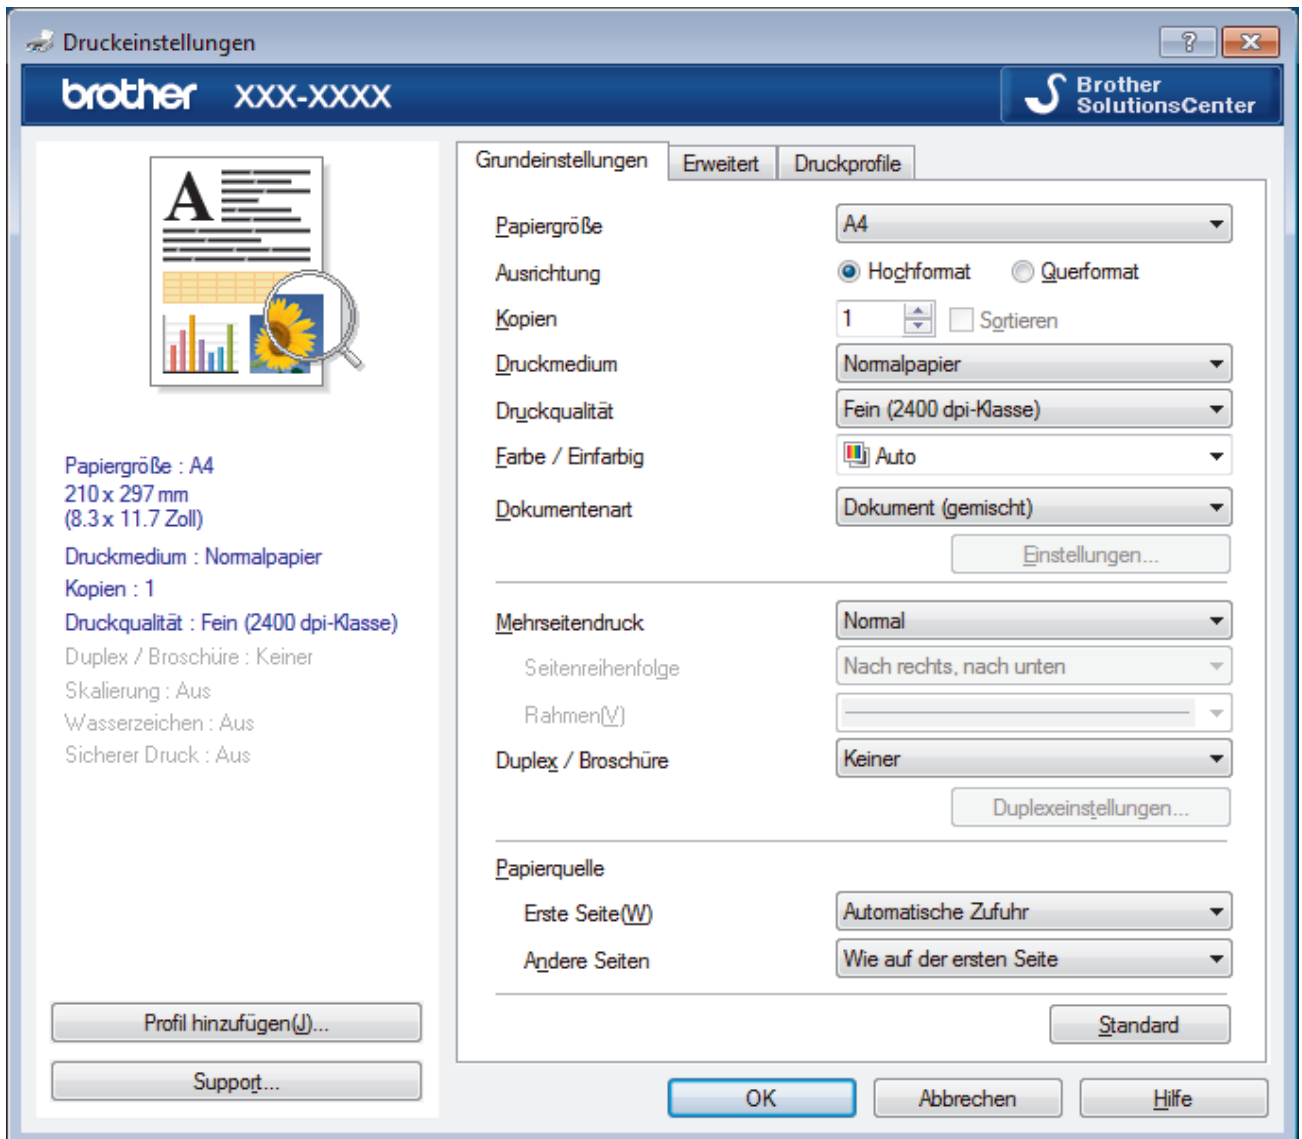 Druckeinstellungen
?
brother XXX-XXXX
Brother
SolutionsCenter
A
Papiergröße : A4
210 x 297 mm
(8.3 x 11.7 Zoll)
Druckmedium : Normalpapier
Kopien : 1
Druckqualität : Fein (2400 dpi-Klasse)
Duplex / Broschüre : Keiner
Skalierung : Aus
Wasserzeichen : Aus
Sicherer Druck : Aus
Profil hinzufügen(J)...
Support...
Grundeinstellungen Erweitert Druckprofile
Papiergröße A4
Ausrichtung Hochformat Querformat
Kopien 1 Sortieren
Druckmedium Normalpapier
Druckqualität Fein (2400 dpi-Klasse)
Farbe / Einfarbig Auto
Dokumentenart Dokument (gemischt)
Einstellungen...
Mehrseitendruck Normal
Seitenreihenfolge Nach rechts, nach unten
Rahmen(V)
Duplex / Broschüre Keiner
Duplexeinstellungen...
Papierquelle
Erste Seite(W) Automatische Zufuhr
Andere Seiten Wie auf der ersten Seite
Standard
OK Abbrechen Hilfe